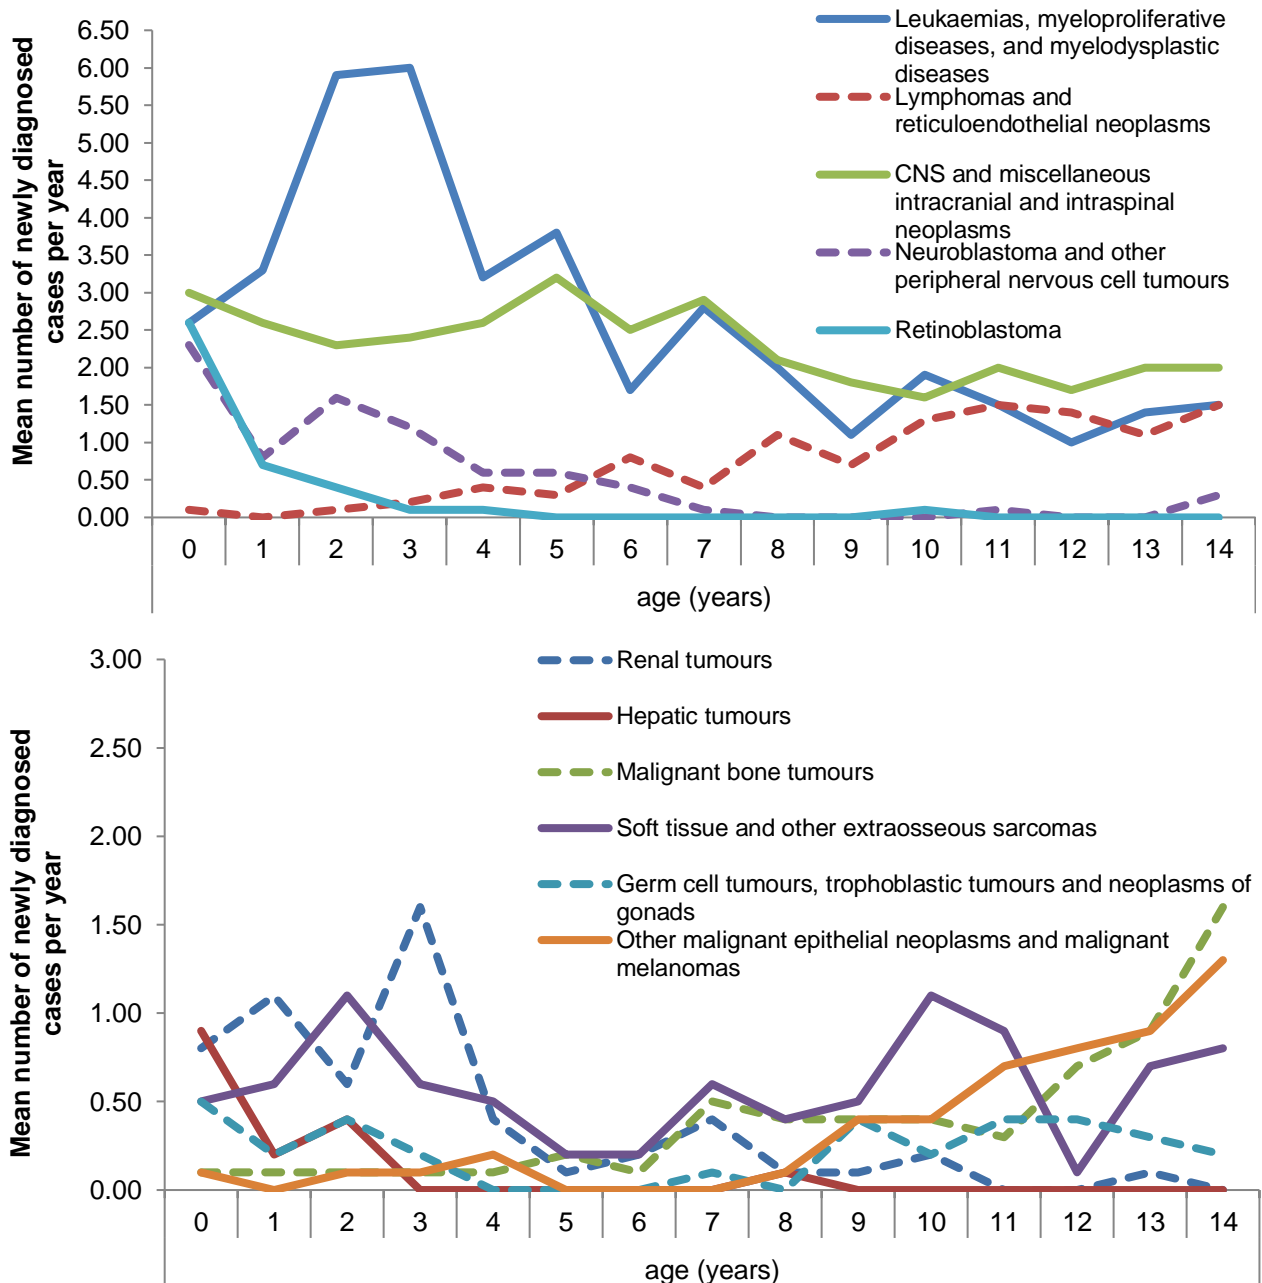 Mean number of newly diagnosed
cases per year
6.50
6.00
5.50
5.00
4.50
4.00
3.50
3.00
2.50
2.00
1.50
1.00
0.50
0.00
Leukaemias, myeloproliferative
diseases, and myelodysplastic
diseases
Lymphomas and
reticuloendothelial neoplasms
CNS and miscellaneous
intracranial and intraspinal
neoplasms
Neuroblastoma and other
peripheral nervous cell tumours
Retinoblastoma
0 1 2 3 4 5 6 7 8 9 10 11 12 13 14
age (years)
Mean number of newly diagnosed
cases per year
3.00
2.50
2.00
1.50
1.00
0.50
0.00
Renal tumours
Hepatic tumours
Malignant bone tumours
Soft tissue and other extraosseous sarcomas
Germ cell tumours, trophoblastic tumours and neoplasms of
gonads
Other malignant epithelial neoplasms and malignant
melanomas
0 1 2 3 4 5 6 7 8 9 10 11 12 13 14
age (years)